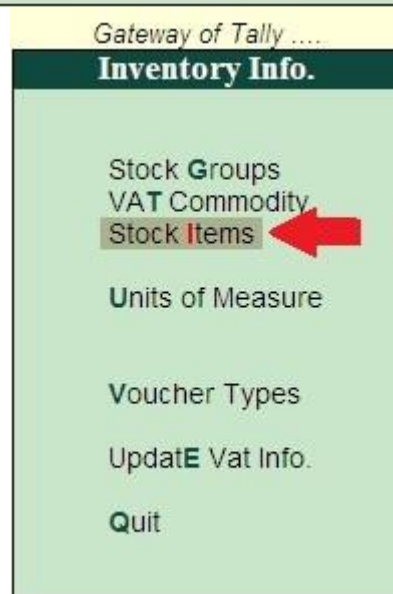 Gateway of Tally ....
Inventory Info.
Stock Groups
VAT Commodity
Stock Items
Units of Measure
Voucher Types
UpdatE Vat Info.
Quit